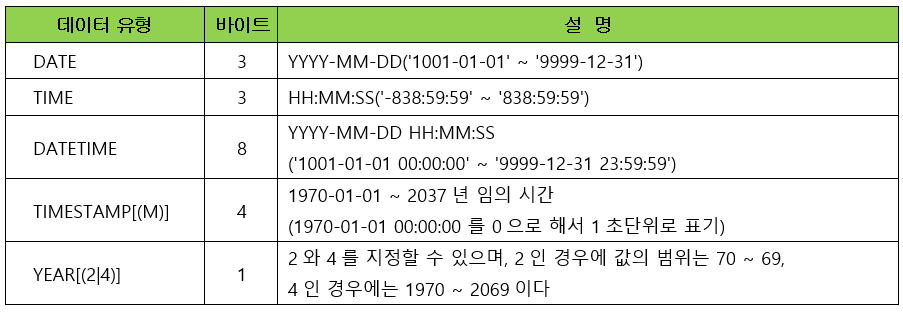 데이터 유형 바이트 설 명
DATE 3 YYYY-MM-DD('1001-01-01' ~ '9999-12-31')
TIME 3 HH:MM:SS('-838:59:59' ~ '838:59:59')
DATETIME 8 YYYY-MM-DD HH:MM:SS
('1001-01-01 00:00:00' ~ '9999-12-31 23:59:59')
TIMESTAMP[(M)] 4 1970-01-01 ~ 2037 년 임의 시간
(1970-01-01 00:00:00 를 0 으로 해서 1 초단위로 표기)
YEAR[(2|4)] 1 2 와 4 를 지정할 수 있으며, 2 인 경우에 값의 범위는 70 ~ 69,
4 인 경우에는 1970 ~ 2069 이다